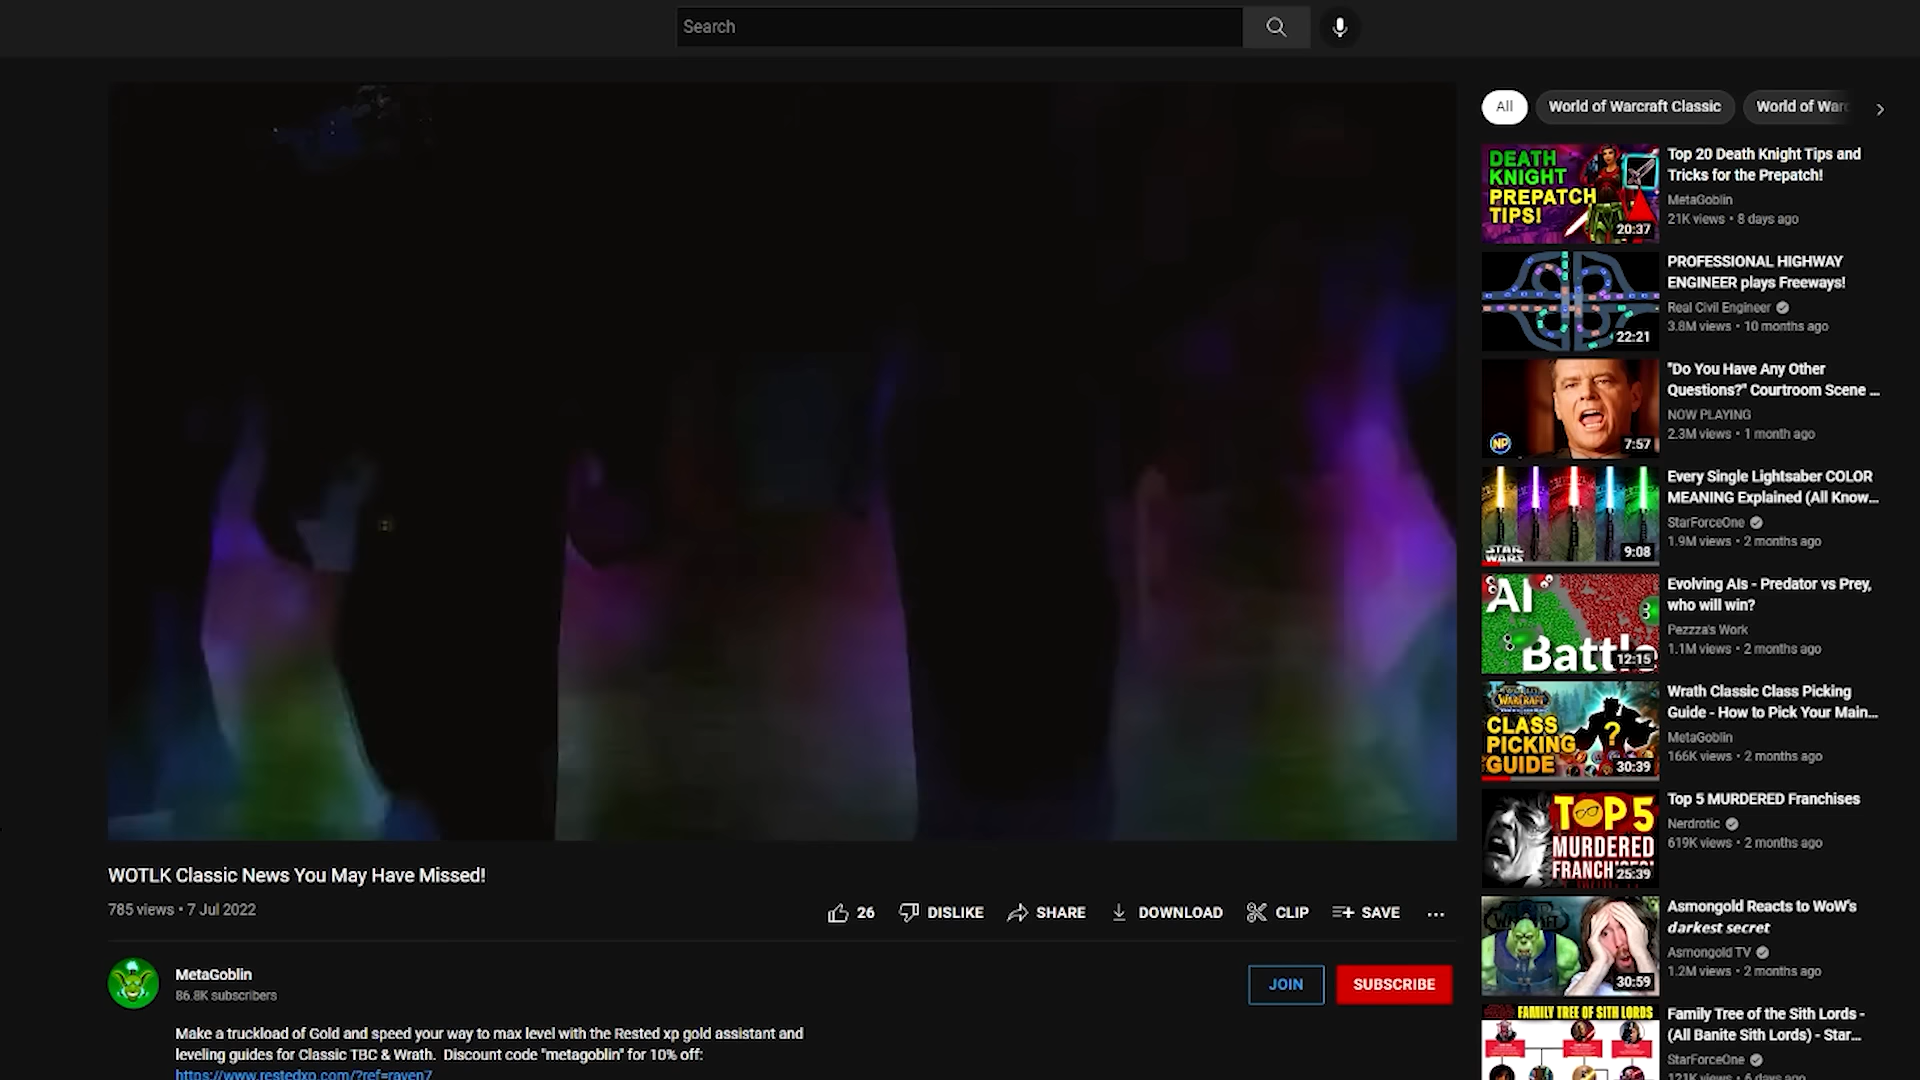 Search
All
World of Warcraft Classic
World of Warc
DEATH
KNIGHT
PREPATCH
TIPS!
20:37
Top 20 Death Knight Tips and
Tricks for the Prepatch!
MetaGoblin
21K views • 8 days ago
22:21
PROFESSIONAL HIGHWAY
ENGINEER plays Freeways!
Real Civil Engineer
3.8M views • 10 months ago
NP
7:57
"Do You Have Any Other
Questions?" Courtroom Scene ...
NOW PLAYING
2.3M views • 1 month ago
STAR
WARS
9:08
Every Single Lightsaber COLOR
MEANING Explained (All Know...
StarForceOne
1.9M views • 2 months ago
AI
Battle
12:15
Evolving AIs - Predator vs Prey,
who will win?
Pezzza's Work
1.1M views • 2 months ago
WARCRAFT
CLASS
PICKING
GUIDE
?
30:39
Wrath Classic Class Picking
Guide - How to Pick Your Main...
MetaGoblin
166K views • 2 months ago
TOP 5
MURDERED
FRANCHISES!
25:39
Top 5 MURDERED Franchises
Nerdrotic
619K views • 2 months ago
30:59
Asmongold Reacts to WoW's
darkest secret
Asmongold TV
1.2M views • 2 months ago
FAMILY TREE OF SITH LORDS
Family Tree of the Sith Lords -
(All Banite Sith Lords) - Star...
StarForceOne
121K views • 6 days ago
WOTLK Classic News You May Have Missed!
785 views • 7 Jul 2022
26
DISLIKE
SHARE
DOWNLOAD
CLIP
SAVE
MetaGoblin
86.8K subscribers
JOIN
SUBSCRIBE
Make a truckload of Gold and speed your way to max level with the Rested xp gold assistant and
leveling guides for Classic TBC & Wrath. Discount code "metagoblin" for 10% off:
https://www.restedxp.com/?ref=raven7